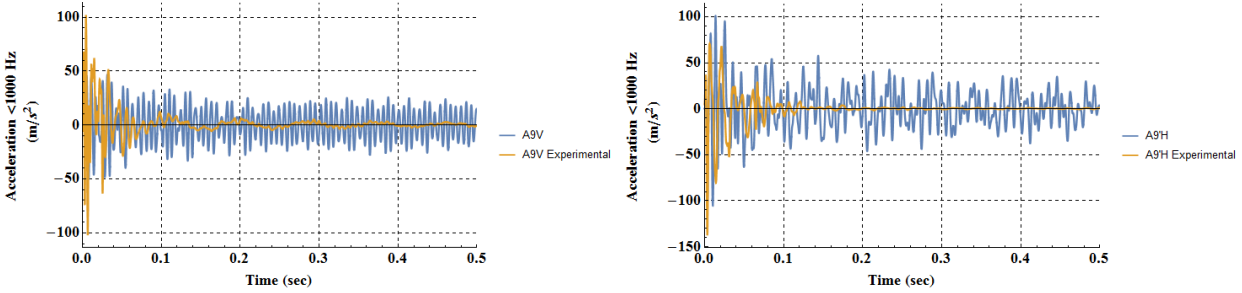 Acceleration <1000 Hz
(m/s²)
100
50
0
−50
−100
0.0 0.1 0.2 0.3 0.4 0.5
Time (sec)
A9V
A9V Experimental
Acceleration <1000 Hz
(m/s²)
100
50
0
−50
−100
−150
0.0 0.1 0.2 0.3 0.4 0.5
Time (sec)
A9'H
A9'H Experimental